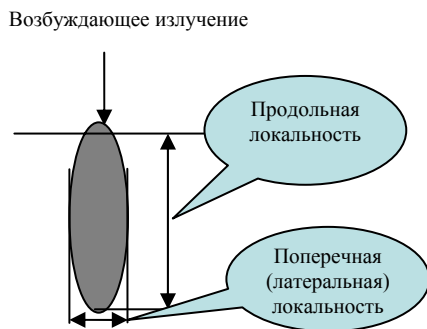 Возбуждающее излучение
Продольная
локальность
Поперечная
(латеральная)
локальность